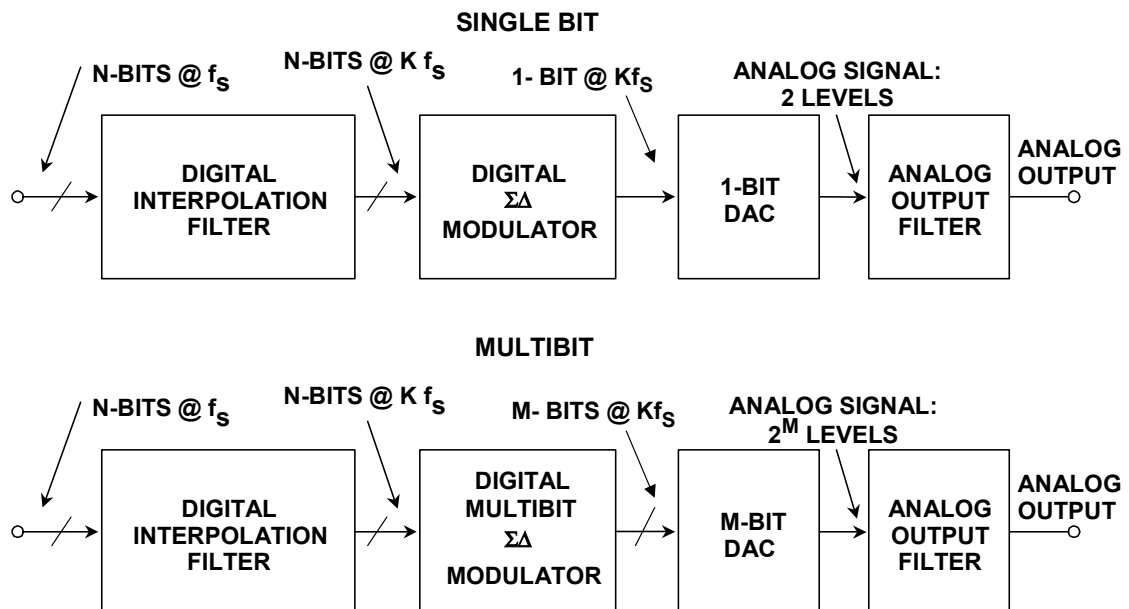 SINGLE BIT
N-BITS @ fS
N-BITS @ K fS
1- BIT @ KfS
ANALOG SIGNAL:
2 LEVELS
DIGITAL
INTERPOLATION
FILTER
DIGITAL
ΣΔ
MODULATOR
1-BIT
DAC
ANALOG
OUTPUT
FILTER
ANALOG
OUTPUT
MULTIBIT
N-BITS @ fS
N-BITS @ K fS
M- BITS @ KfS
ANALOG SIGNAL:
2^M LEVELS
DIGITAL
INTERPOLATION
FILTER
DIGITAL
MULTIBIT
ΣΔ
MODULATOR
M-BIT
DAC
ANALOG
OUTPUT
FILTER
ANALOG
OUTPUT